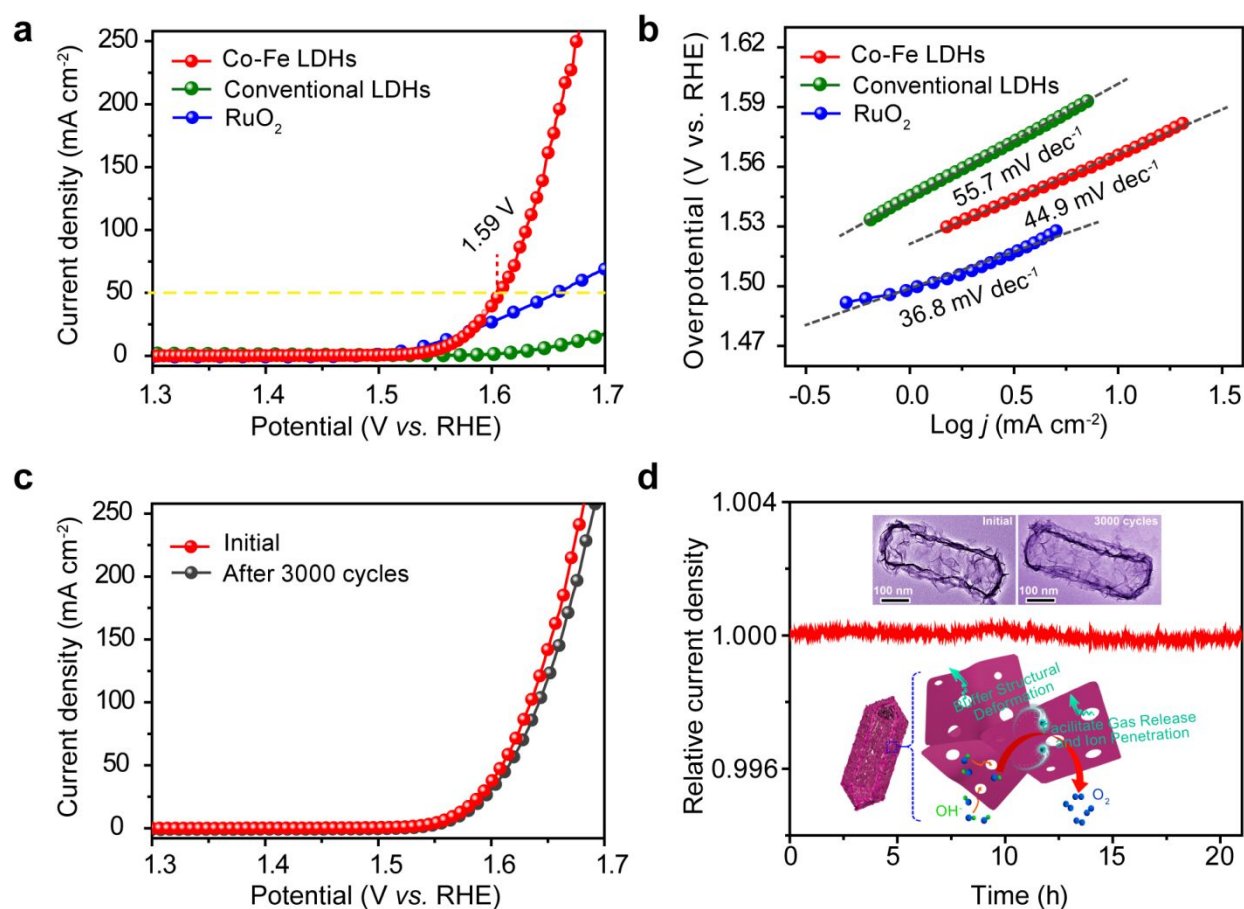 a
Current density (mA cm⁻²)
250
200
150
100
50
0
Co-Fe LDHs
Conventional LDHs
RuO₂
1.59 V
1.3
1.4
1.5
1.6
1.7
Potential (V vs. RHE)
b
Overpotential (V vs. RHE)
1.62
1.59
1.56
1.53
1.50
1.47
Co-Fe LDHs
Conventional LDHs
RuO₂
55.7 mV dec⁻¹
44.9 mV dec⁻¹
36.8 mV dec⁻¹
-0.5
0.0
0.5
1.0
1.5
Log j (mA cm⁻²)
c
Current density (mA cm⁻²)
250
200
150
100
50
0
Initial
After 3000 cycles
1.3
1.4
1.5
1.6
1.7
Potential (V vs. RHE)
d
Relative current density
1.004
1.000
0.996
Initial
100 nm
3000 cycles
100 nm
Buffer Structural
Deformation
Facilitate Gas Release
and Ion Penetration
OH⁻
O₂
0
5
10
15
20
Time (h)